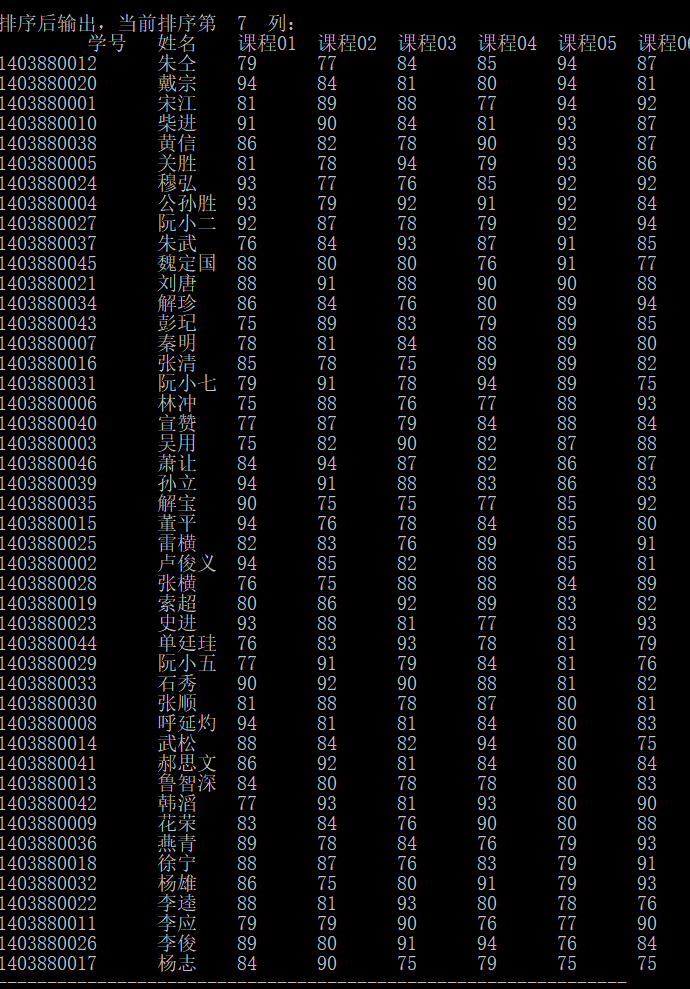 排序后输出，当前排序第 7 列：
学号 姓名 课程01 课程02 课程03 课程04 课程05 课程06
1403880012 朱仝 79 77 84 85 94 87
1403880020 戴宗 94 84 81 80 94 81
1403880001 宋江 81 89 88 77 94 92
1403880010 柴进 91 90 84 81 93 87
1403880038 黄信 86 82 78 90 93 87
1403880005 关胜 81 78 94 79 93 86
1403880024 穆弘 93 77 76 85 92 92
1403880004 公孙胜 93 79 92 91 92 84
1403880027 阮小二 92 87 78 79 92 94
1403880037 朱武 76 84 93 87 91 85
1403880045 魏定国 88 80 80 76 91 77
1403880021 刘唐 88 91 88 90 90 88
1403880034 解珍 86 84 76 80 89 94
1403880043 彭玘 75 89 83 79 89 85
1403880007 秦明 78 81 84 88 89 80
1403880016 张清 85 78 75 89 89 82
1403880031 阮小七 79 91 78 94 89 75
1403880006 林冲 75 88 76 77 88 93
1403880040 宣赞 77 87 79 84 88 84
1403880003 吴用 75 82 90 82 87 88
1403880046 萧让 84 94 87 82 86 87
1403880039 孙立 94 91 88 83 86 83
1403880035 解宝 90 75 75 77 85 92
1403880015 董平 94 76 78 84 85 80
1403880025 雷横 82 83 76 89 85 91
1403880002 卢俊义 94 85 82 88 85 81
1403880028 张横 76 75 88 88 84 89
1403880019 索超 80 86 92 89 83 82
1403880023 史进 93 88 81 77 83 93
1403880044 单廷珪 76 83 93 78 81 79
1403880029 阮小五 77 91 79 84 81 76
1403880033 石秀 90 92 90 88 81 82
1403880030 张顺 81 88 78 87 80 81
1403880008 呼延灼 94 81 81 84 80 83
1403880014 武松 88 84 82 94 80 75
1403880041 郝思文 86 92 81 84 80 84
1403880013 鲁智深 84 80 78 78 80 83
1403880042 韩滔 77 93 81 93 80 90
1403880009 花荣 83 84 76 90 80 88
1403880036 燕青 89 78 84 76 79 93
1403880018 徐宁 88 87 76 83 79 91
1403880032 杨雄 86 75 80 91 79 93
1403880022 李逵 88 81 93 80 78 76
1403880011 李应 79 79 90 76 77 90
1403880026 李俊 89 80 91 94 76 84
1403880017 杨志 84 90 75 79 75 75